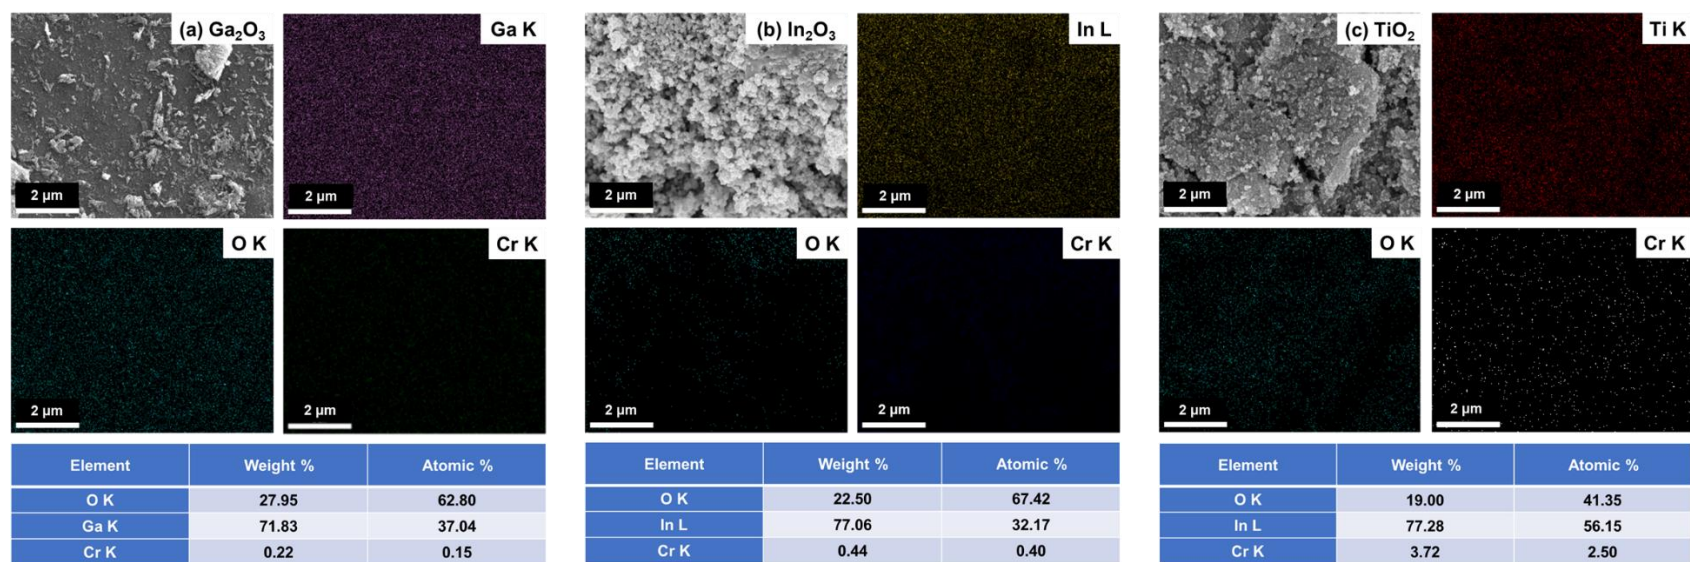 (a) Ga₂O₃
Ga K
2 µm
2 µm
O K
Cr K
2 µm
2 µm
Element Weight % Atomic %
O K 27.95 62.80
Ga K 71.83 37.04
Cr K 0.22 0.15
(b) In₂O₃
In L
2 µm
2 µm
O K
Cr K
2 µm
2 µm
Element Weight % Atomic %
O K 22.50 67.42
In L 77.06 32.17
Cr K 0.44 0.40
(c) TiO₂
Ti K
2 µm
2 µm
O K
Cr K
2 µm
2 µm
Element Weight % Atomic %
O K 19.00 41.35
In L 77.28 56.15
Cr K 3.72 2.50